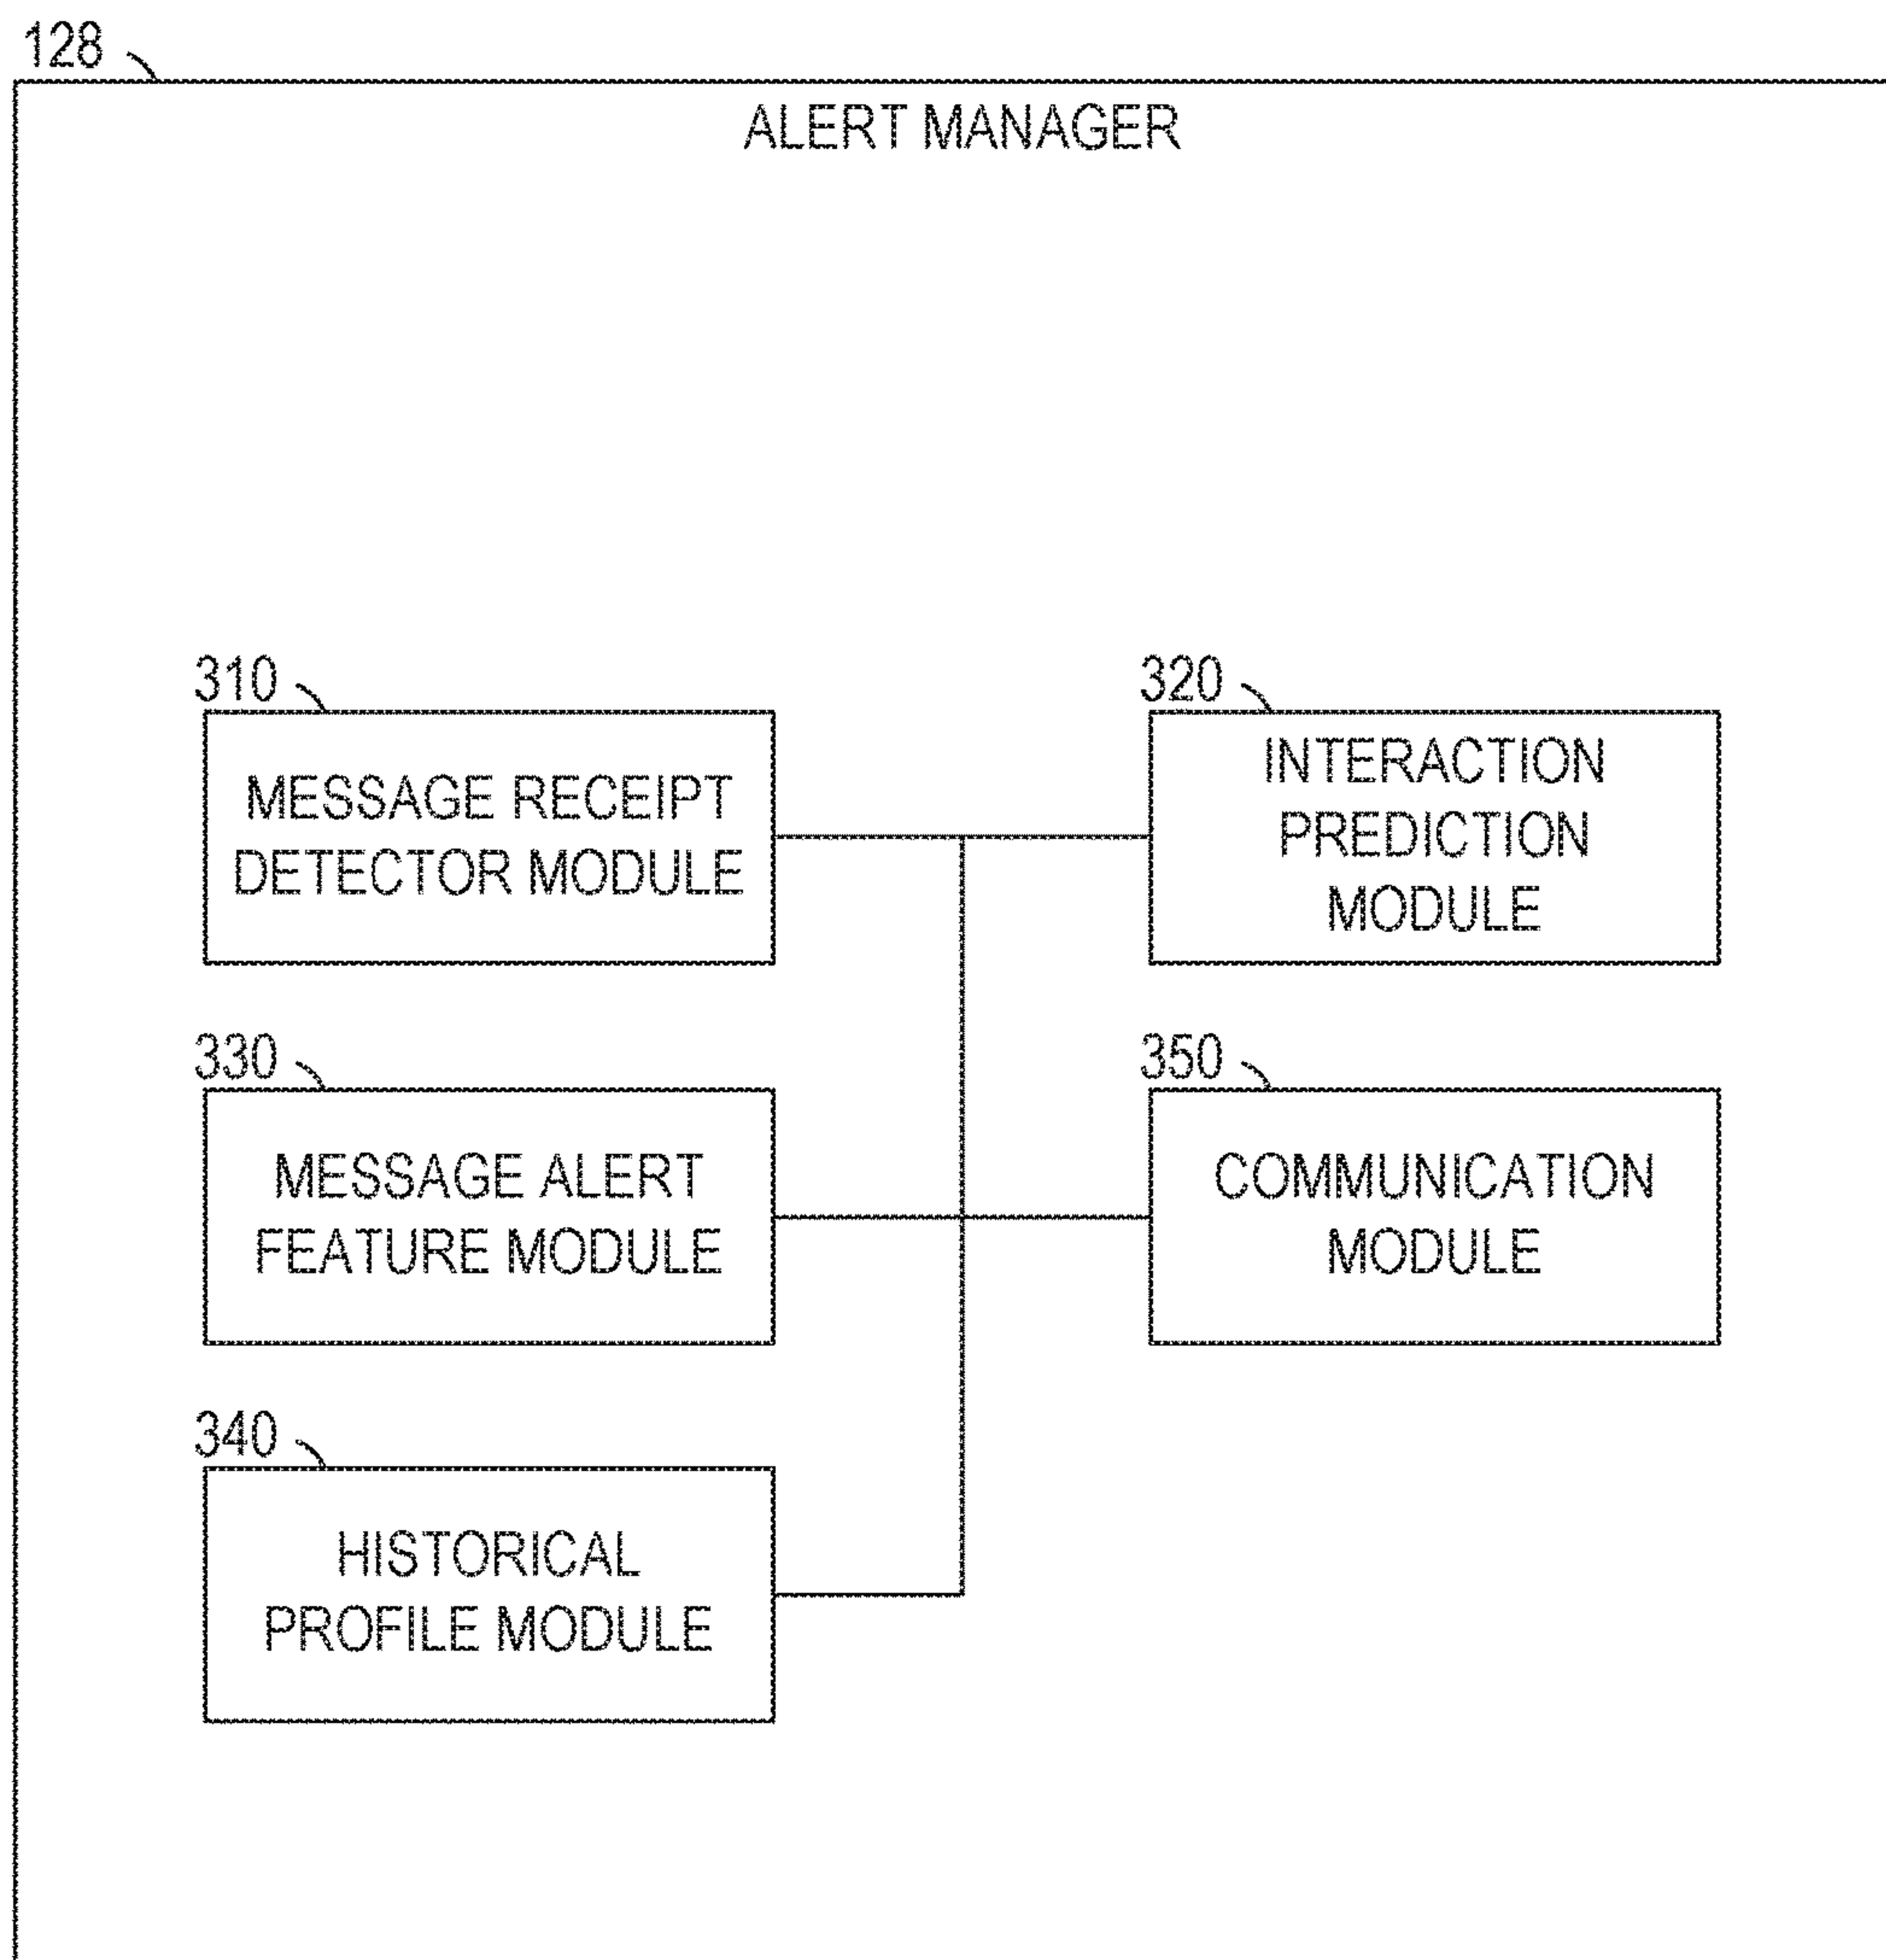 128
ALERT MANAGER
310
MESSAGE RECEIPT
DETECTOR MODULE
320
INTERACTION
PREDICTION
MODULE
330
MESSAGE ALERT
FEATURE MODULE
350
COMMUNICATION
MODULE
340
HISTORICAL
PROFILE MODULE